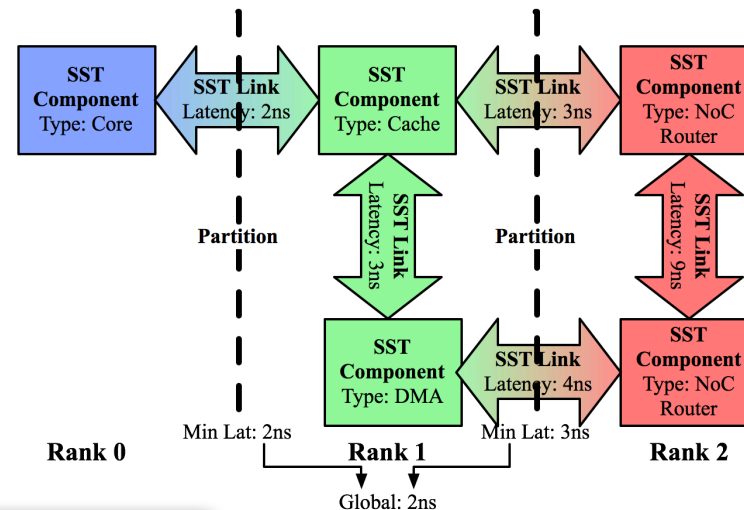 SST
Component
Type: Core
SST Link
Latency: 2ns
SST
Component
Type: Cache
SST Link
Latency: 3ns
SST
Component
Type: NoC
Router
Partition
SST Link
Latency: 3ns
Partition
SST Link
Latency: 9ns
SST
Component
Type: DMA
SST Link
Latency: 4ns
SST
Component
Type: NoC
Router
Min Lat: 2ns
Min Lat: 3ns
Rank 0
Rank 1
Rank 2
Global: 2ns